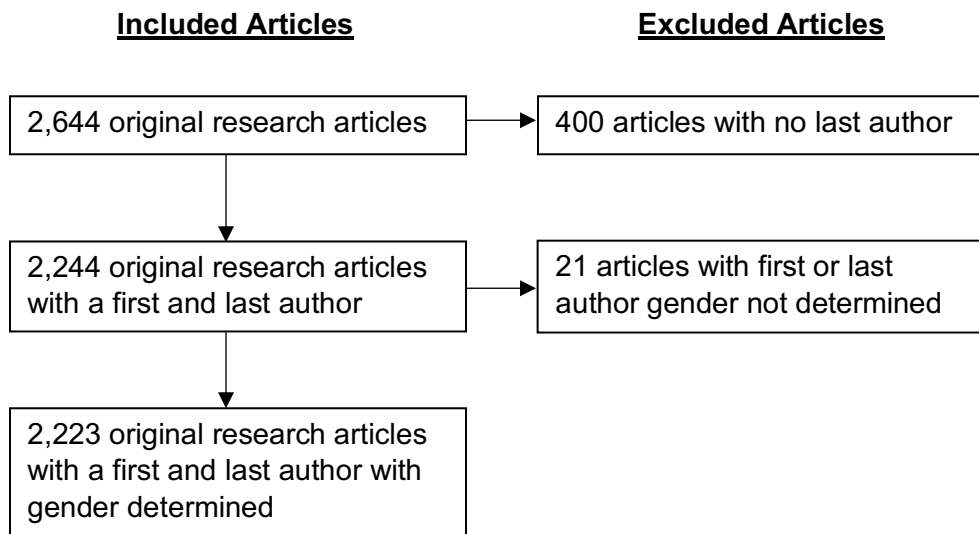 Included Articles
Excluded Articles
2,644 original research articles
400 articles with no last author
2,244 original research articles
with a first and last author
21 articles with first or last
author gender not determined
2,223 original research articles
with a first and last author with
gender determined